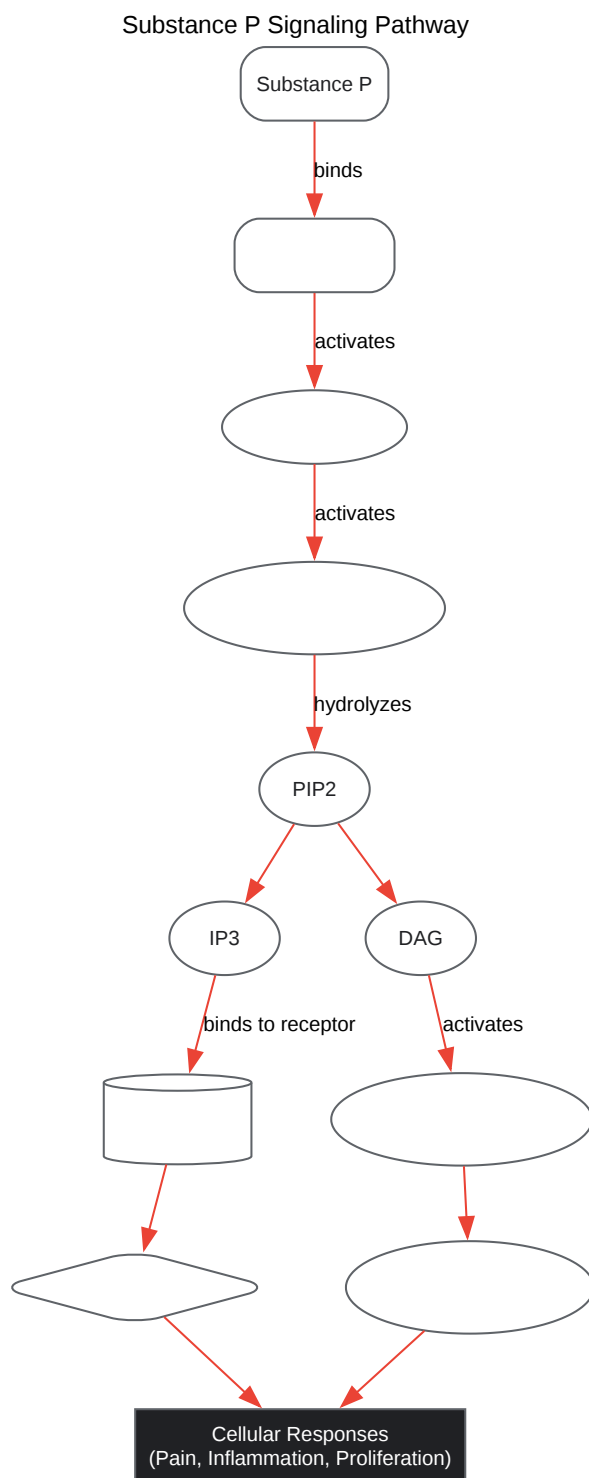 Substance P Signaling Pathway
Substance P
binds
activates
activates
hydrolyzes
PIP2
IP3
DAG
binds to receptor
activates
Cellular Responses
(Pain, Inflammation, Proliferation)